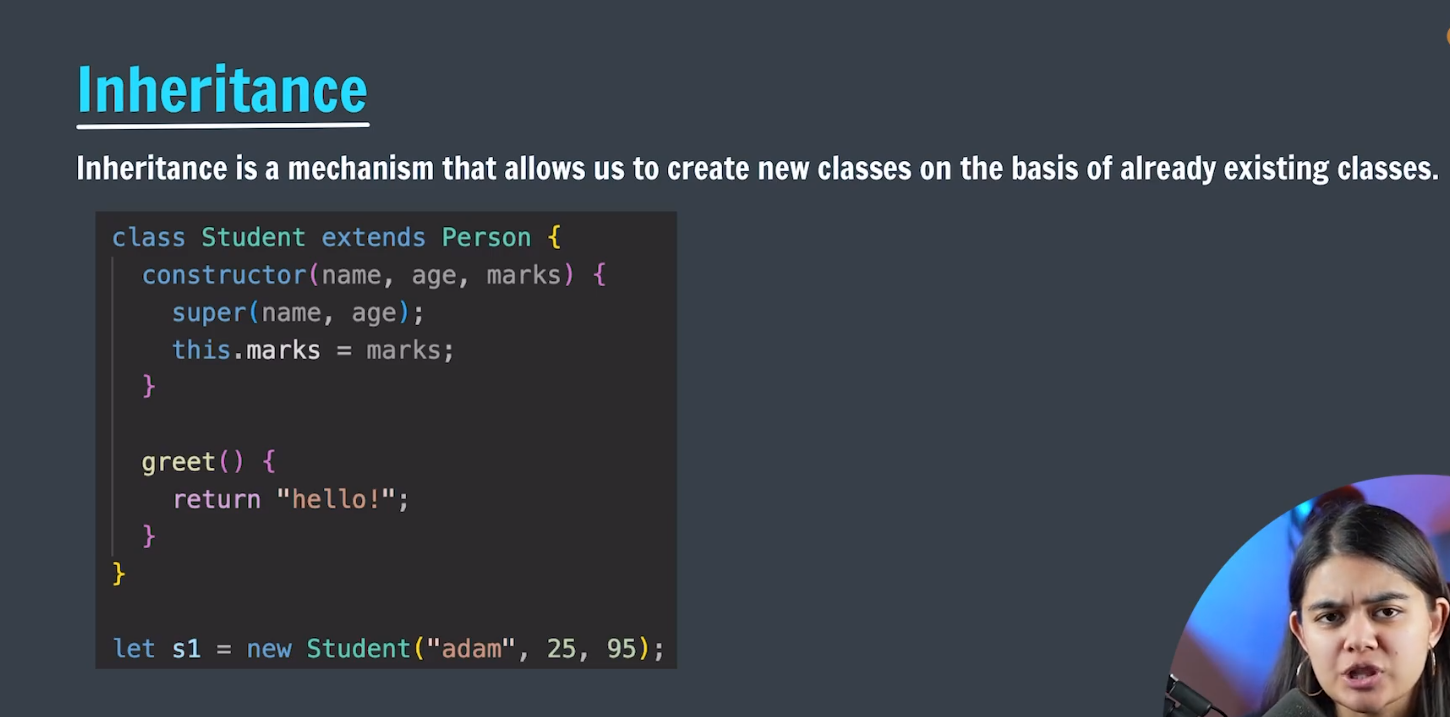 Inheritance
Inheritance is a mechanism that allows us to create new classes on the basis of already existing classes.
class Student extends Person {
constructor(name, age, marks) {
super(name, age);
this.marks = marks;
}
greet() {
return "hello!";
}
}
let s1 = new Student("adam", 25, 95);